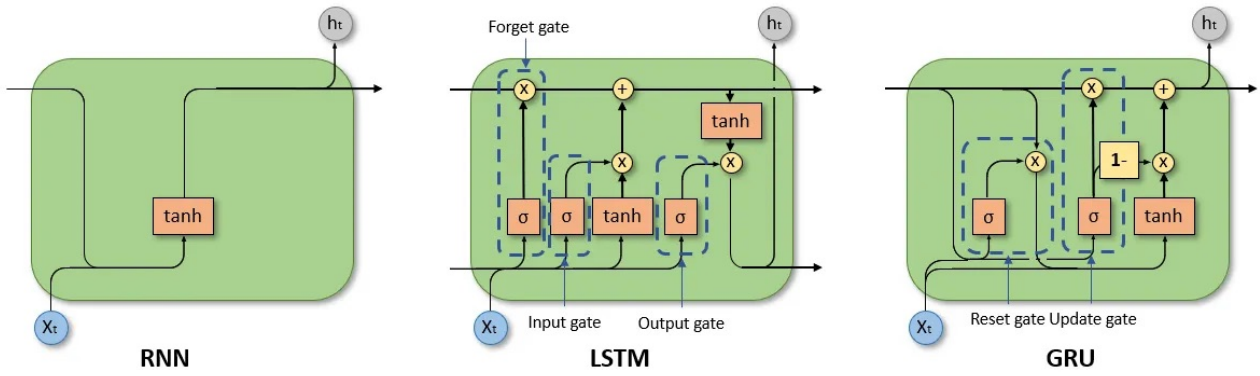 hₜ
tanh
Xₜ
RNN
Forget gate
hₜ
x
+
tanh
x
x
σ
σ
tanh
σ
Xₜ
Input gate
Output gate
LSTM
hₜ
x
+
x
1-
x
σ
σ
tanh
Xₜ
Reset gate
Update gate
GRU